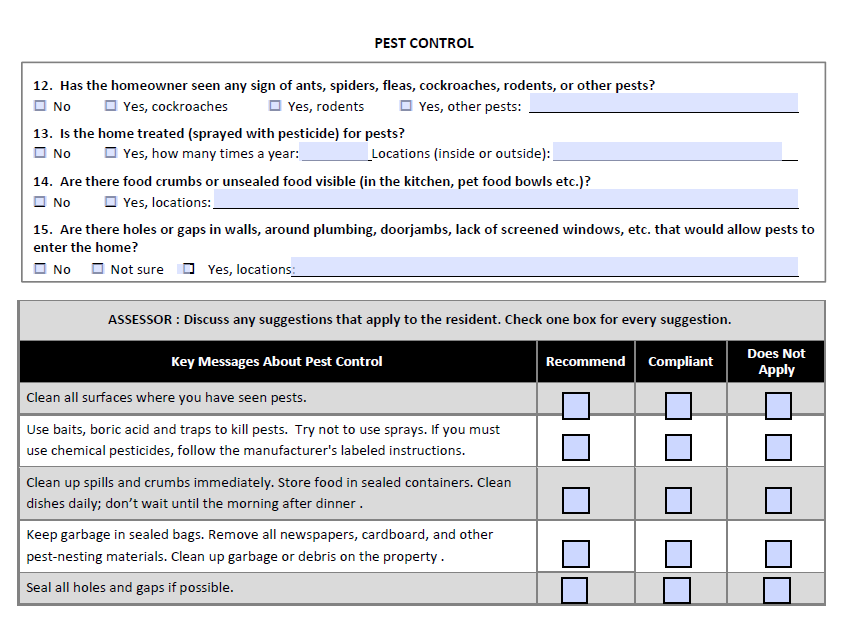 PEST CONTROL
12. Has the homeowner seen any sign of ants, spiders, fleas, cockroaches, rodents, or other pests?
No Yes, cockroaches Yes, rodents Yes, other pests:
13. Is the home treated (sprayed with pesticide) for pests?
No Yes, how many times a year: Locations (inside or outside):
14. Are there food crumbs or unsealed food visible (in the kitchen, pet food bowls etc.)?
No Yes, locations:
15. Are there holes or gaps in walls, around plumbing, doorjambs, lack of screened windows, etc. that would allow pests to
enter the home?
No Not sure Yes, locations:
ASSESSOR : Discuss any suggestions that apply to the resident. Check one box for every suggestion.
Key Messages About Pest Control Recommend Compliant Does Not
Apply
Clean all surfaces where you have seen pests.
Use baits, boric acid and traps to kill pests. Try not to use sprays. If you must
use chemical pesticides, follow the manufacturer's labeled instructions.
Clean up spills and crumbs immediately. Store food in sealed containers. Clean
dishes daily; don’t wait until the morning after dinner .
Keep garbage in sealed bags. Remove all newspapers, cardboard, and other
pest-nesting materials. Clean up garbage or debris on the property .
Seal all holes and gaps if possible.